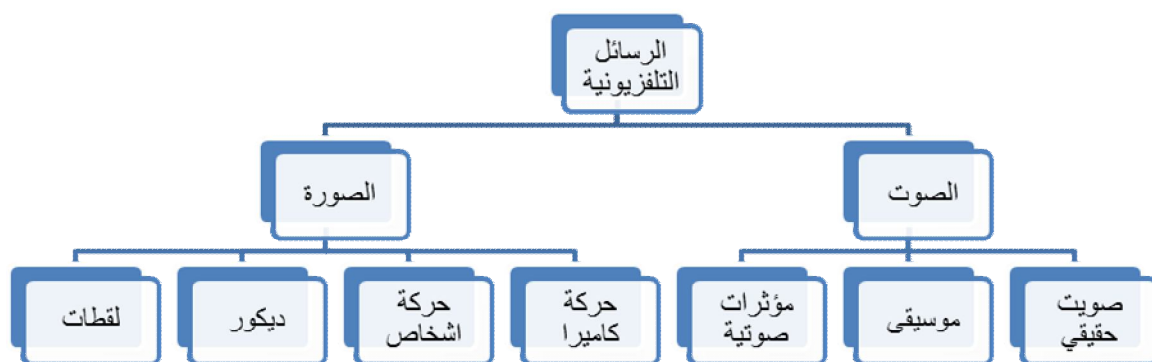 الرسائل
التلفزيونية
الصوت
الصورة
صويت
حقيقي
موسيقى
مؤثرات
صوتية
حركة
كاميرا
حركة
اشخاص
ديكور
لقطات